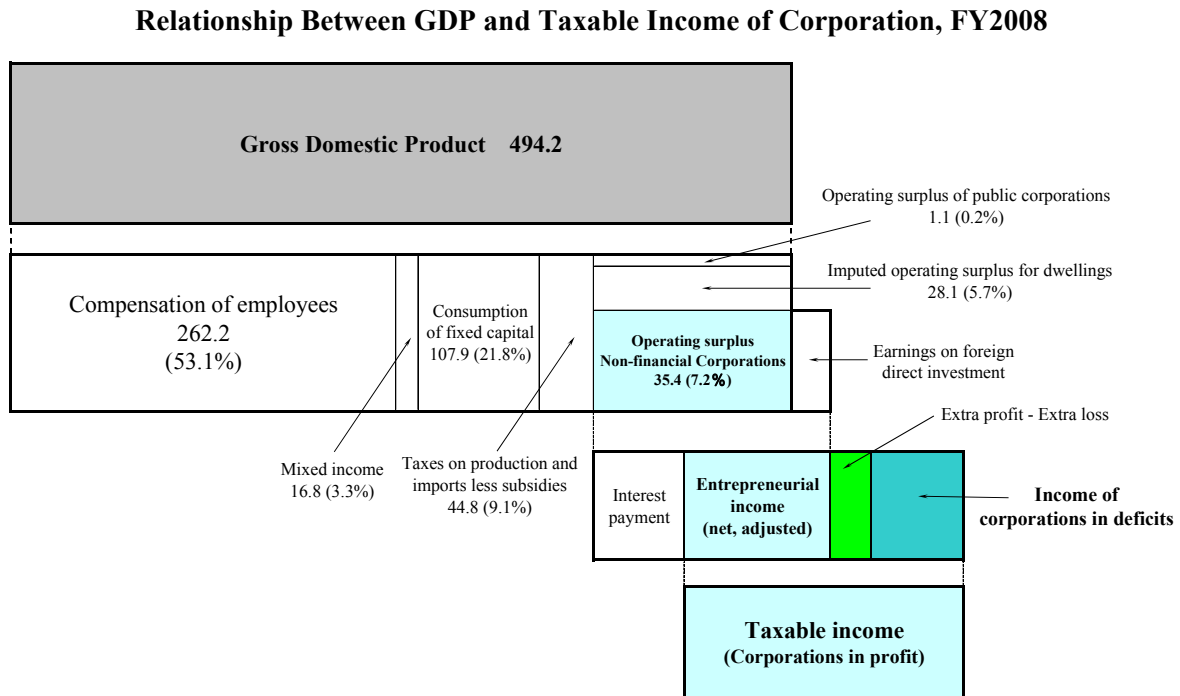 Relationship Between GDP and Taxable Income of Corporation, FY2008
Gross Domestic Product 494.2
Operating surplus of public corporations
1.1 (0.2%)
Compensation of employees
262.2
(53.1%)
Consumption
of fixed capital
107.9 (21.8%)
Imputed operating surplus for dwellings
28.1 (5.7%)
Operating surplus
Non-financial Corporations
35.4 (7.2%)
Earnings on foreign
direct investment
Extra profit - Extra loss
Mixed income
16.8 (3.3%)
Taxes on production and
imports less subsidies
44.8 (9.1%)
Interest
payment
Entrepreneurial
income
(net, adjusted)
Income of
corporations in deficits
Taxable income
(Corporations in profit)